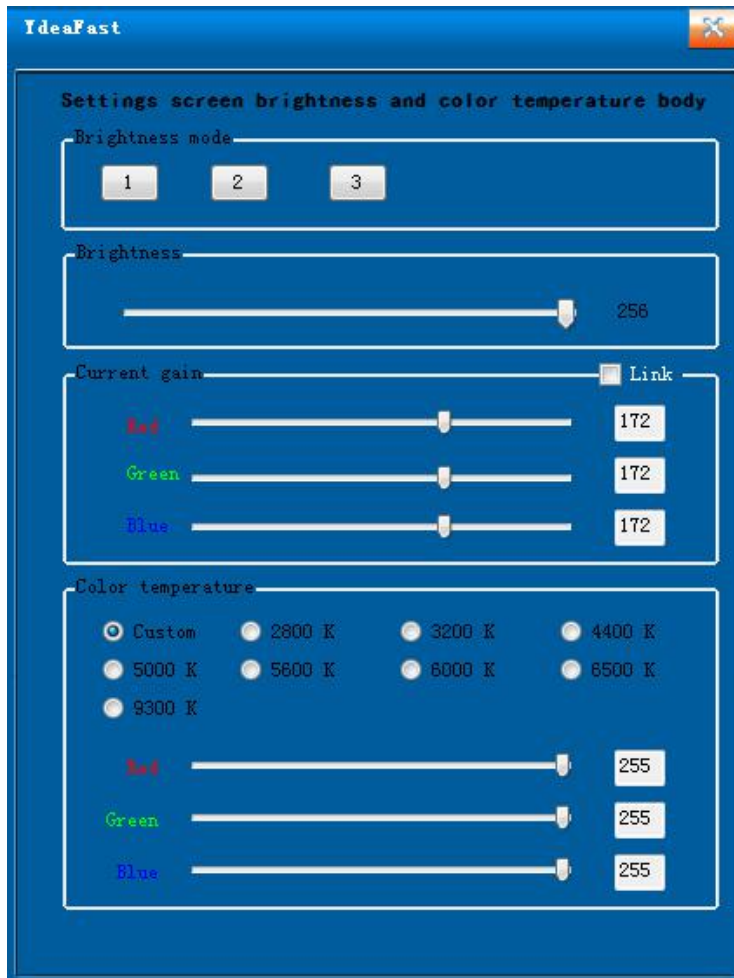 YdeaFast
Settings screen brightness and color temperature body
Brightness mode
1 2 3
Brightness
256
Current gain Link
Red 172
Green 172
Blue 172
Color temperature
Custom 2800 K 3200 K 4400 K
5000 K 5600 K 6000 K 6500 K
9300 K
Red 255
Green 255
Blue 255